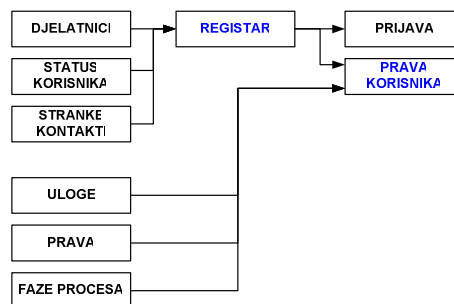 DJELATNICI
REGISTAR
PRIJAVA
STATUS
KORISNIKA
PRAVA
KORISNIKA
STRANKE
KONTAKTI
ULOGE
PRAVA
FAZE PROCESA